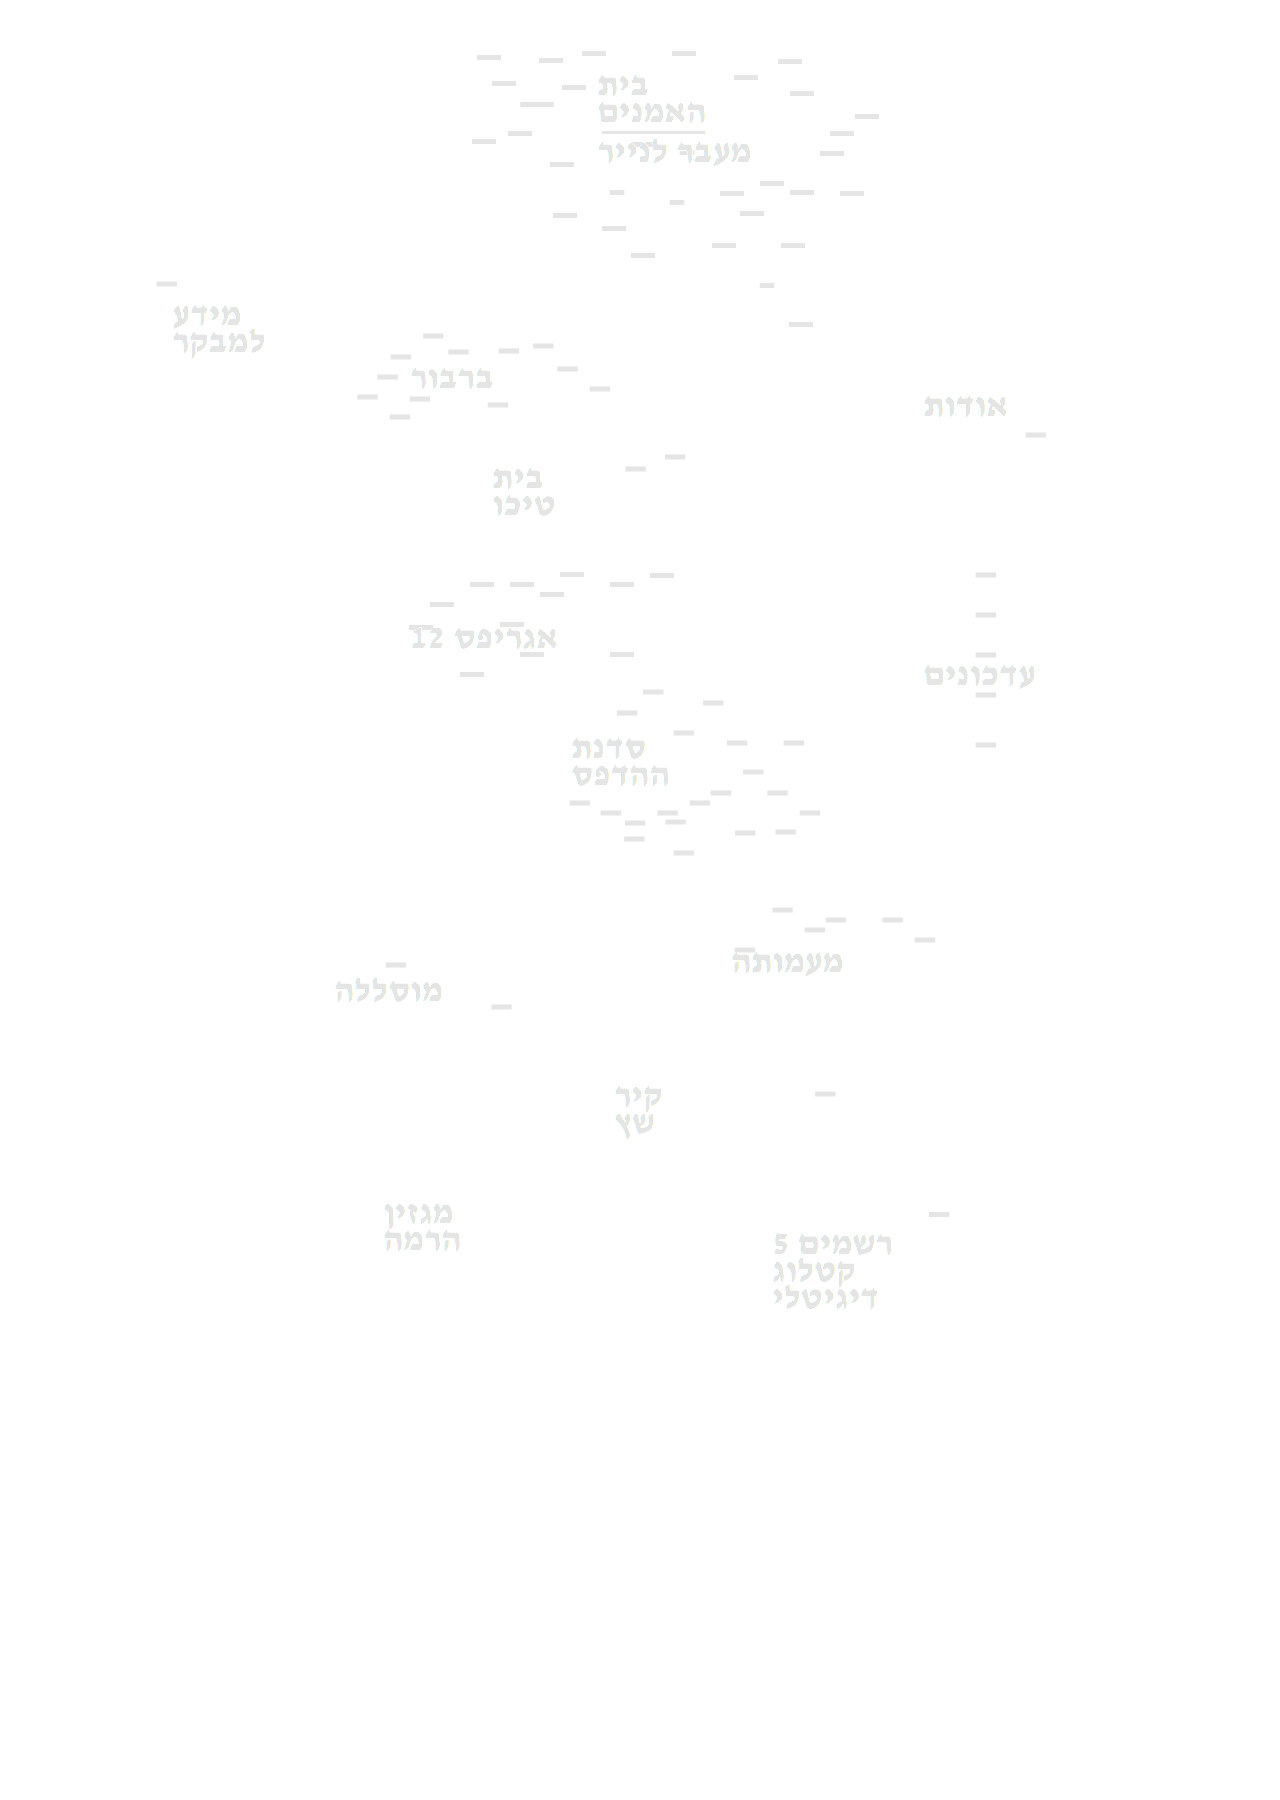 בית
האמנים
מעבר לנייר
מידע
למבקר
ברבור
אודות
בית
טיכו
אגריפס 12
עדכונים
סדנת
ההדפס
מעמותה
מוסללה
קיר
שץ
מגזין
הרמה
רשמים 5
קטלוג
דיגיטלי